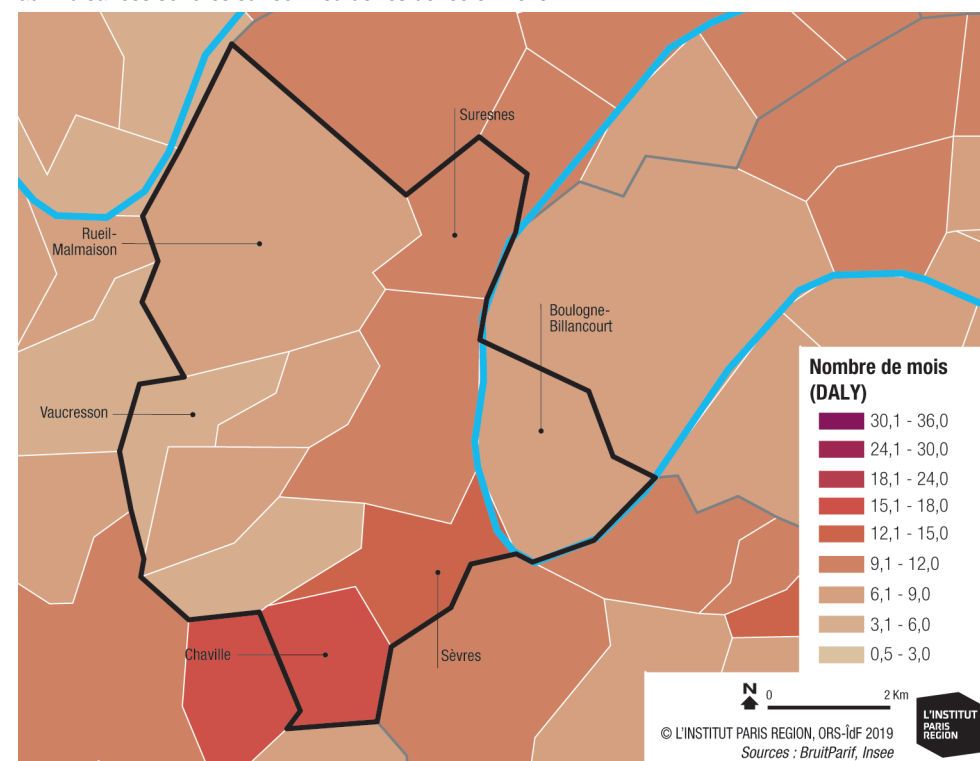 Suresnes
Rueil-
Malmaison
Boulogne-
Billancourt
Vaucresson
Chaville
Sèvres
Nombre de mois
(DALY)
30,1 - 36,0
24,1 - 30,0
18,1 - 24,0
15,1 - 18,0
12,1 - 15,0
9,1 - 12,0
6,1 - 9,0
3,1 - 6,0
0,5 - 3,0
N
0
2 Km
© L'INSTITUT PARIS REGION, ORS-ÎdF 2019
Sources : BruitParif, Insee
L'INSTITUT
PARIS
REGION